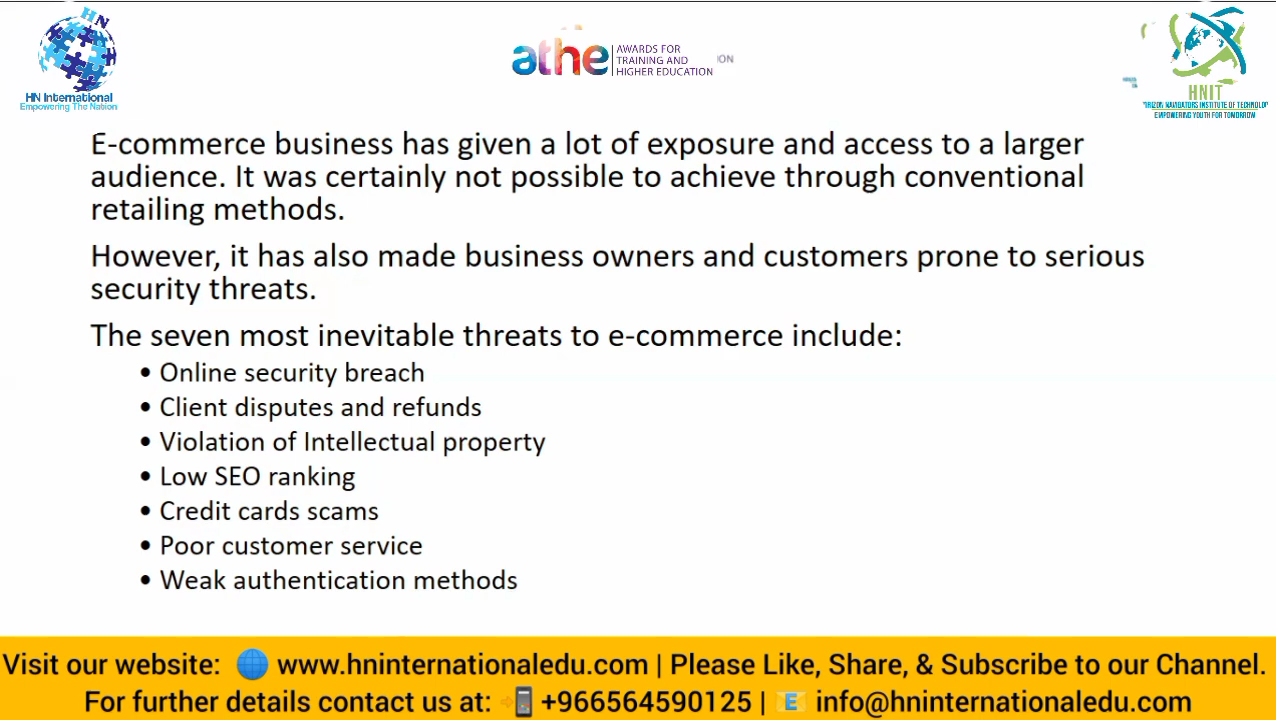 HN
HN International
Empowering The Nation
athe
AWARDS FOR
TRAINING AND
HIGHER EDUCATION
ION
HNIT
EMPOWERING YOUTH FOR TOMORROW
E-commerce business has given a lot of exposure and access to a larger
audience. It was certainly not possible to achieve through conventional
retailing methods.
However, it has also made business owners and customers prone to serious
security threats.
The seven most inevitable threats to e-commerce include:
• Online security breach
• Client disputes and refunds
• Violation of Intellectual property
• Low SEO ranking
• Credit cards scams
• Poor customer service
• Weak authentication methods
Visit our website: 🌐 www.hninternationaledu.com | Please Like, Share, & Subscribe to our Channel.
For further details contact us at: 📲 +966564590125 | 📧 info@hninternationaledu.com